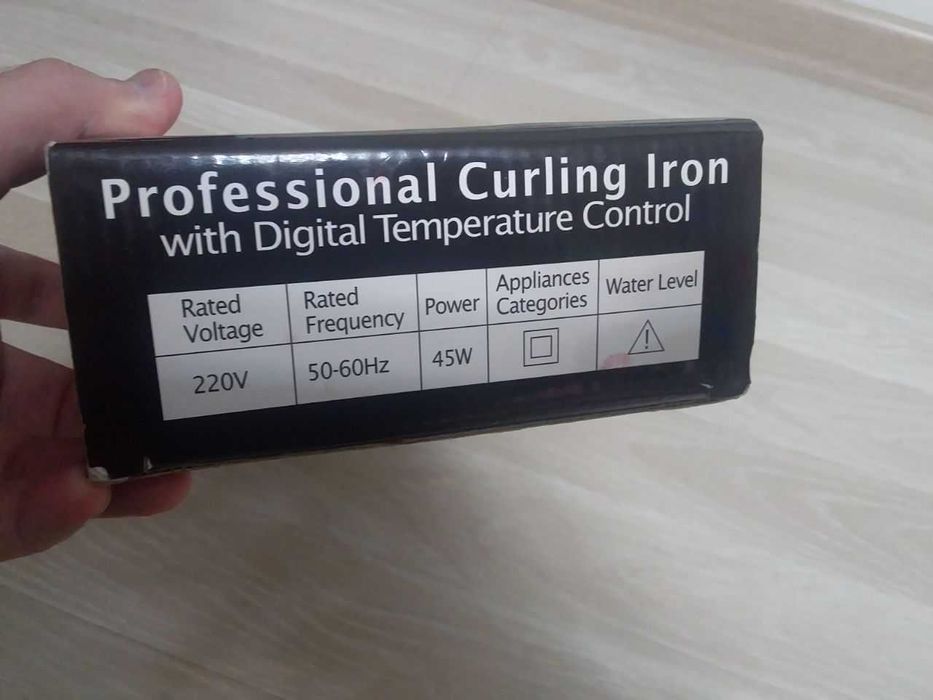 Professional Curling Iron
with Digital Temperature Control
Rated Voltage
Rated Frequency
Power
Appliances Categories
Water Level
220V
50-60Hz
45W
!